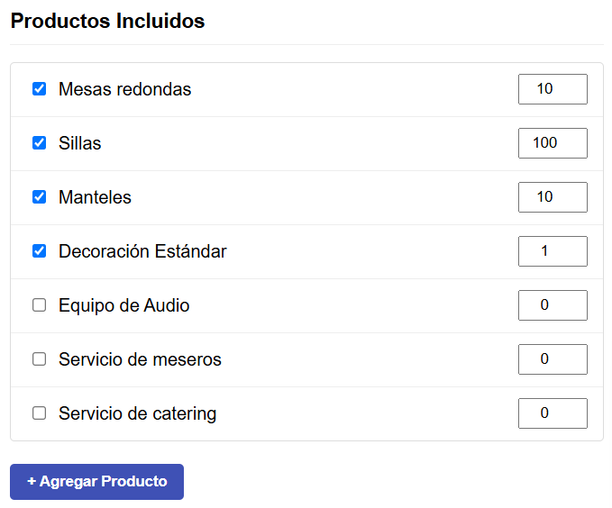 Productos Incluidos
Mesas redondas 10
Sillas 100
Manteles 10
Decoración Estándar 1
Equipo de Audio 0
Servicio de meseros 0
Servicio de catering 0
+ Agregar Producto